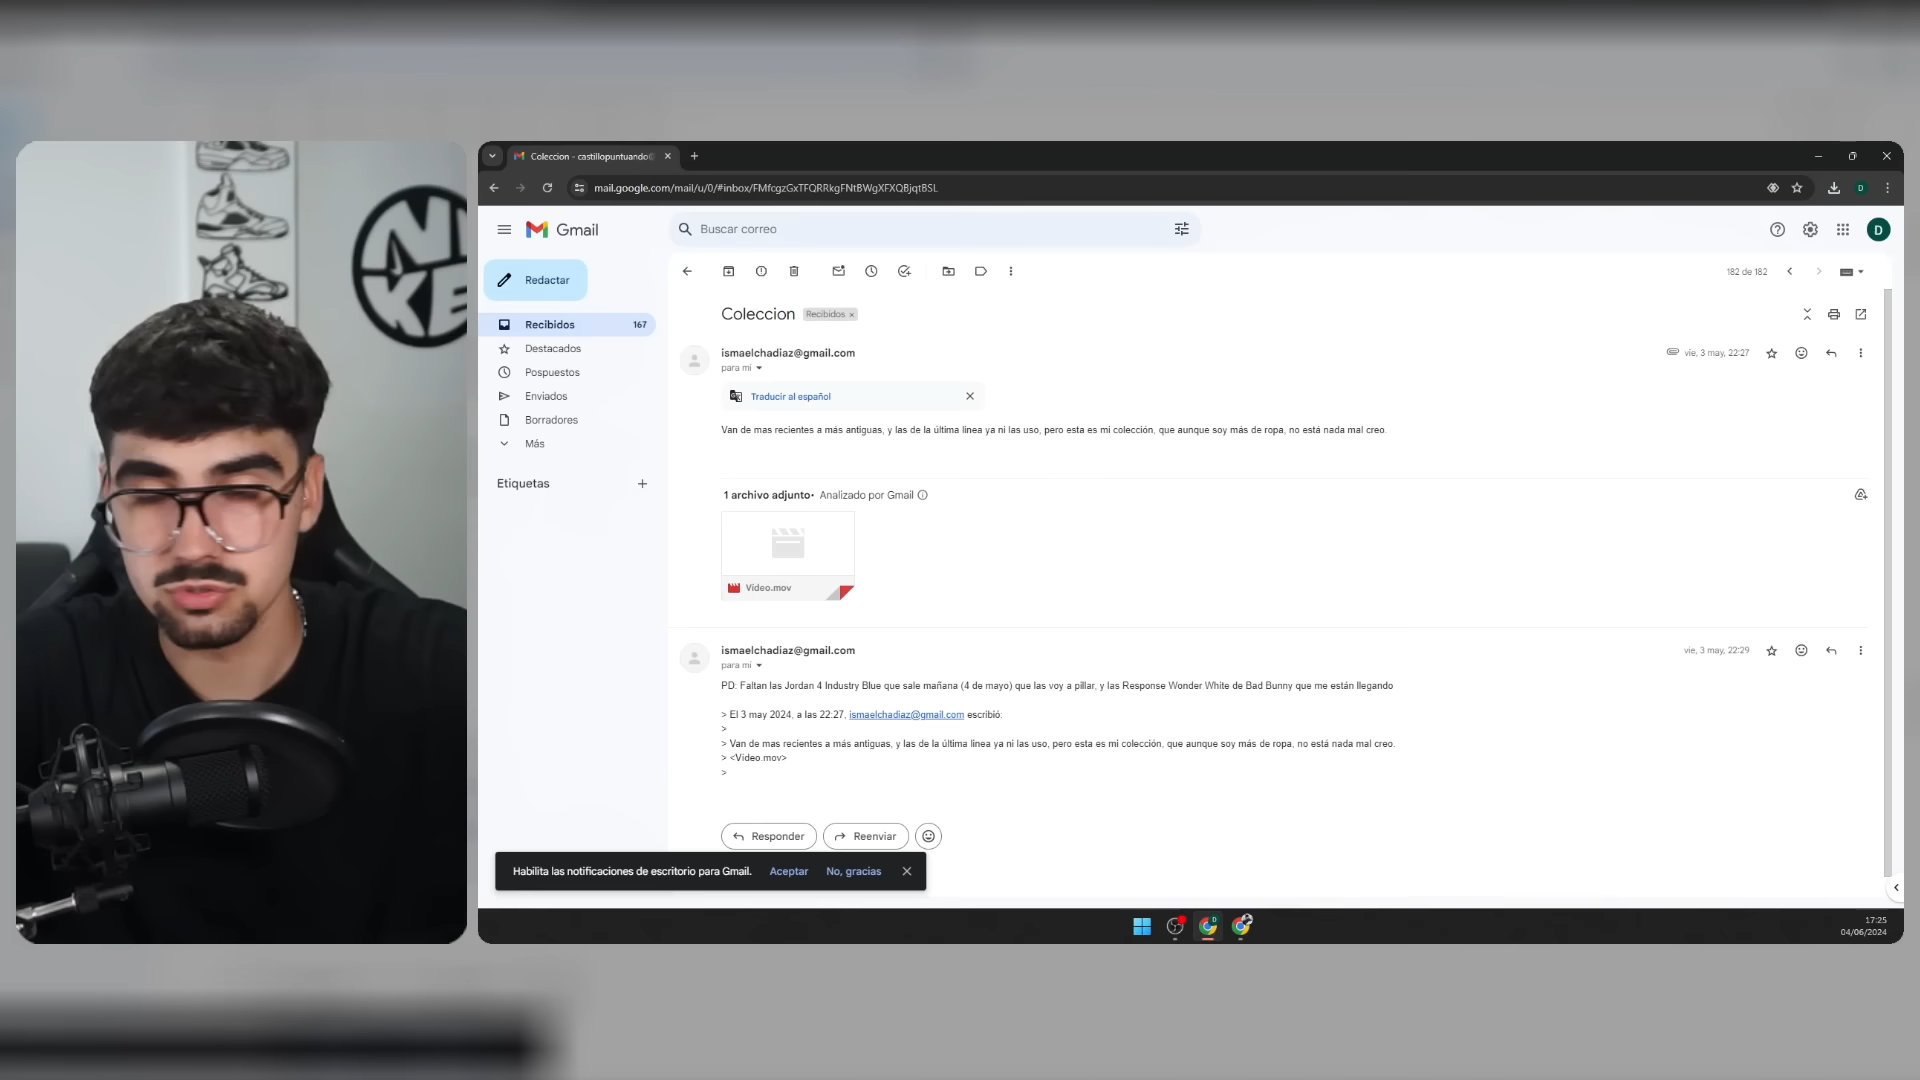 NIKE
Coleccion - castillopuntuando@
mail.google.com/mail/u/0/#inbox/FMfcgzGxTFQRRkgFNtBWgXFXQBjqtBSL
D
Gmail
Buscar correo
D
Redactar
182 de 182
Recibidos 167
Destacados
Pospuestos
Enviados
Borradores
Más
Etiquetas
Coleccion Recibidos
ismaelchadiaz@gmail.com
vie, 3 may, 22:27
para mí
Traducir al español
Van de mas recientes a más antiguas, y las de la última linea ya ni las uso, pero esta es mi colección, que aunque soy más de ropa, no está nada mal creo.
1 archivo adjunto • Analizado por Gmail
Vídeo.mov
ismaelchadiaz@gmail.com
vie, 3 may, 22:29
para mí
PD: Faltan las Jordan 4 Industry Blue que sale mañana (4 de mayo) que las voy a pillar, y las Response Wonder White de Bad Bunny que me están llegando
> El 3 may 2024, a las 22:27, ismaelchadiaz@gmail.com escribió:
>
> Van de mas recientes a más antiguas, y las de la última linea ya ni las uso, pero esta es mi colección, que aunque soy más de ropa, no está nada mal creo.
> <Vídeo.mov>
>
Responder
Reenviar
Habilita las notificaciones de escritorio para Gmail. Aceptar No, gracias
17:25
04/06/2024